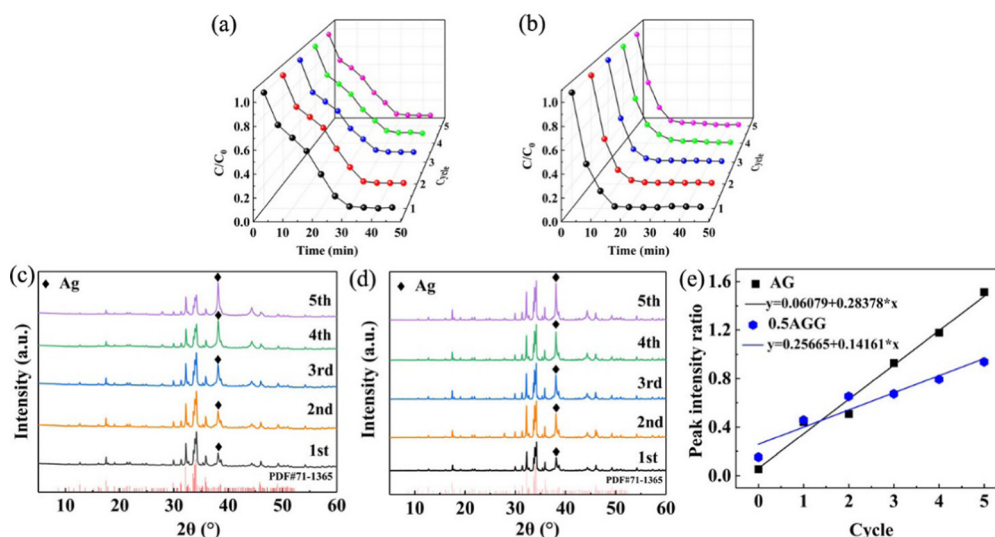 (a)
C/C0
1.0
0.8
0.6
0.4
0.2
0.0
0 10 20 30 40 50
Time (min)
1
2
3
4
5
Cycle
(b)
C/C0
1.0
0.8
0.6
0.4
0.2
0.0
0 10 20 30 40 50
Time (min)
1
2
3
4
5
Cycle
(c)
♦ Ag
Intensity (a.u.)
5th
4th
3rd
2nd
1st
PDF#71-1365
10 20 30 40 50 60
2θ (°)
(d)
♦ Ag
Intensity (a.u.)
5th
4th
3rd
2nd
1st
PDF#71-1365
10 20 30 40 50 60
2θ (°)
(e)
Peak intensity ratio
1.6
1.2
0.8
0.4
0.0
AG
y=0.06079+0.28378*x
0.5AGG
y=0.25665+0.14161*x
0 1 2 3 4 5
Cycle